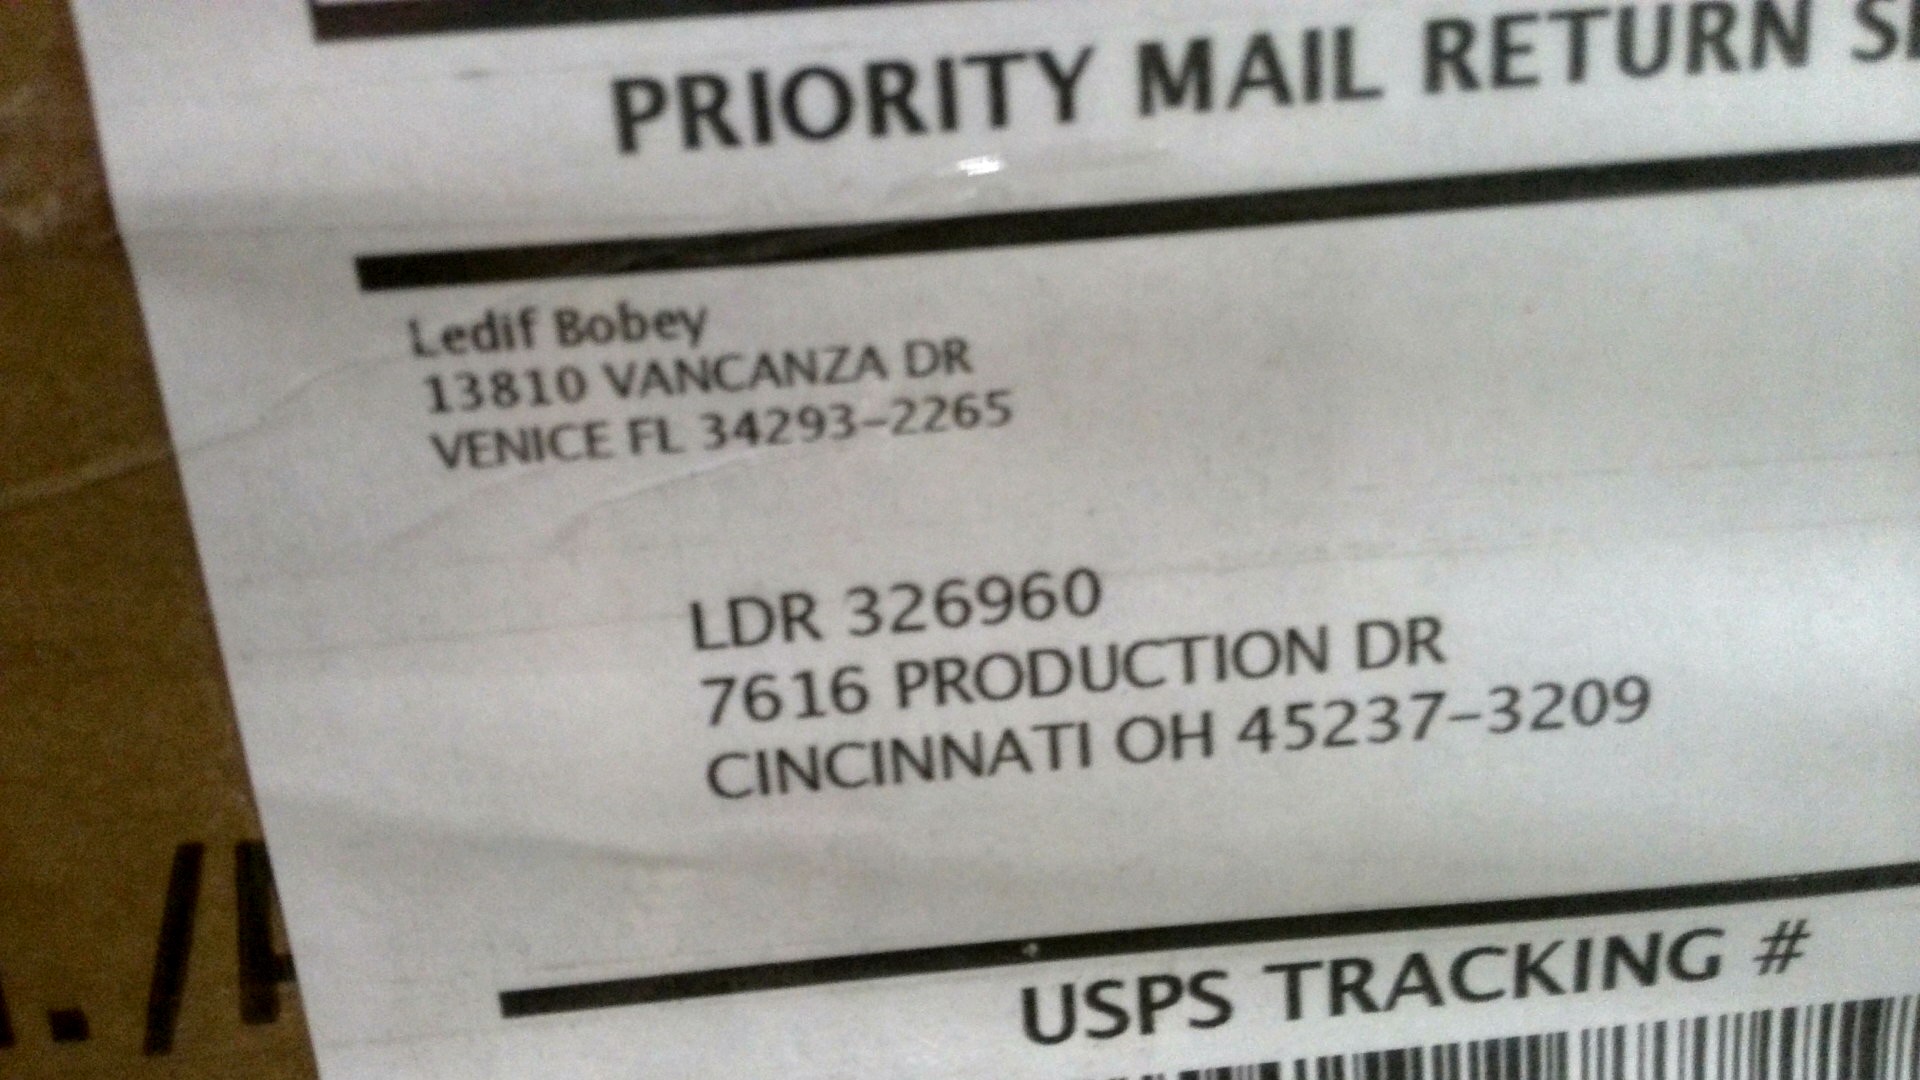 PRIORITY MAIL RETURN
Ledif Bobey
13810 VANCANZA DR
VENICE FL 34293-2265
LDR 326960
7616 PRODUCTION DR
CINCINNATI OH 45237-3209
USPS TRACKING #